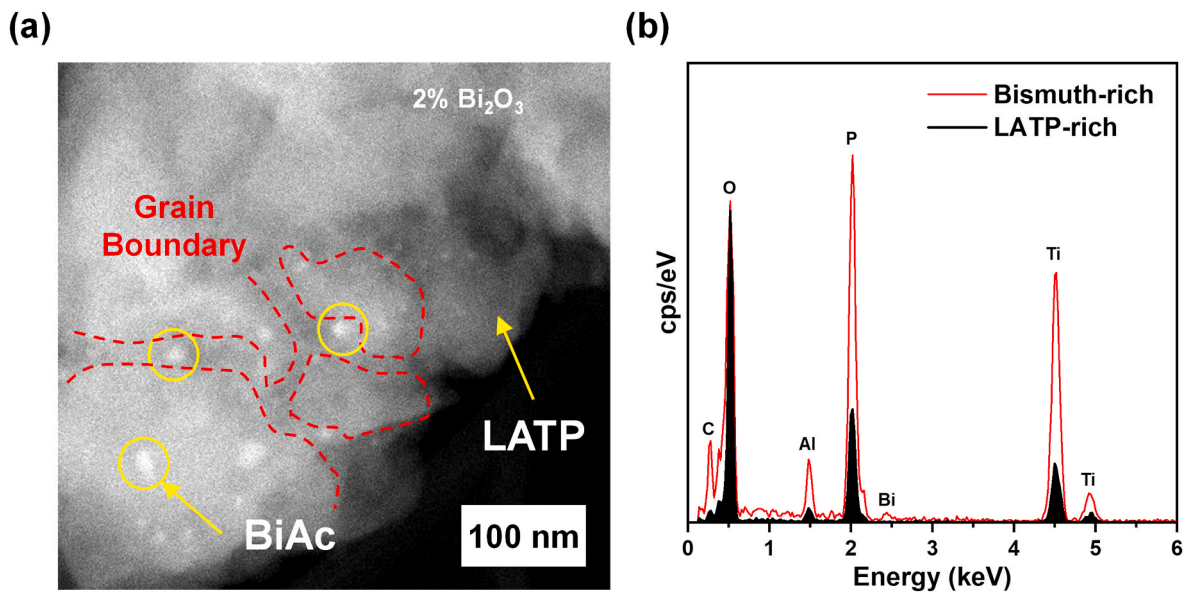 (a)
2% Bi₂O₃
Grain
Boundary
LATP
BiAc
100 nm
(b)
Bismuth-rich
LATP-rich
cps/eV
C
O
Al
P
Bi
Ti
Ti
0 1 2 3 4 5 6
Energy (keV)